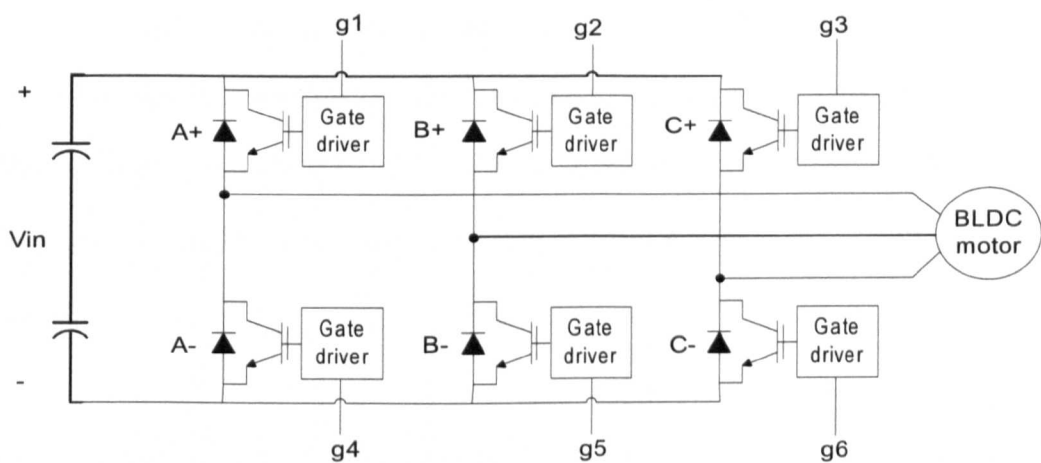 g1
g2
g3
+
A+
Gate
driver
B+
Gate
driver
C+
Gate
driver
Vin
BLDC
motor
A-
Gate
driver
B-
Gate
driver
C-
Gate
driver
-
g4
g5
g6